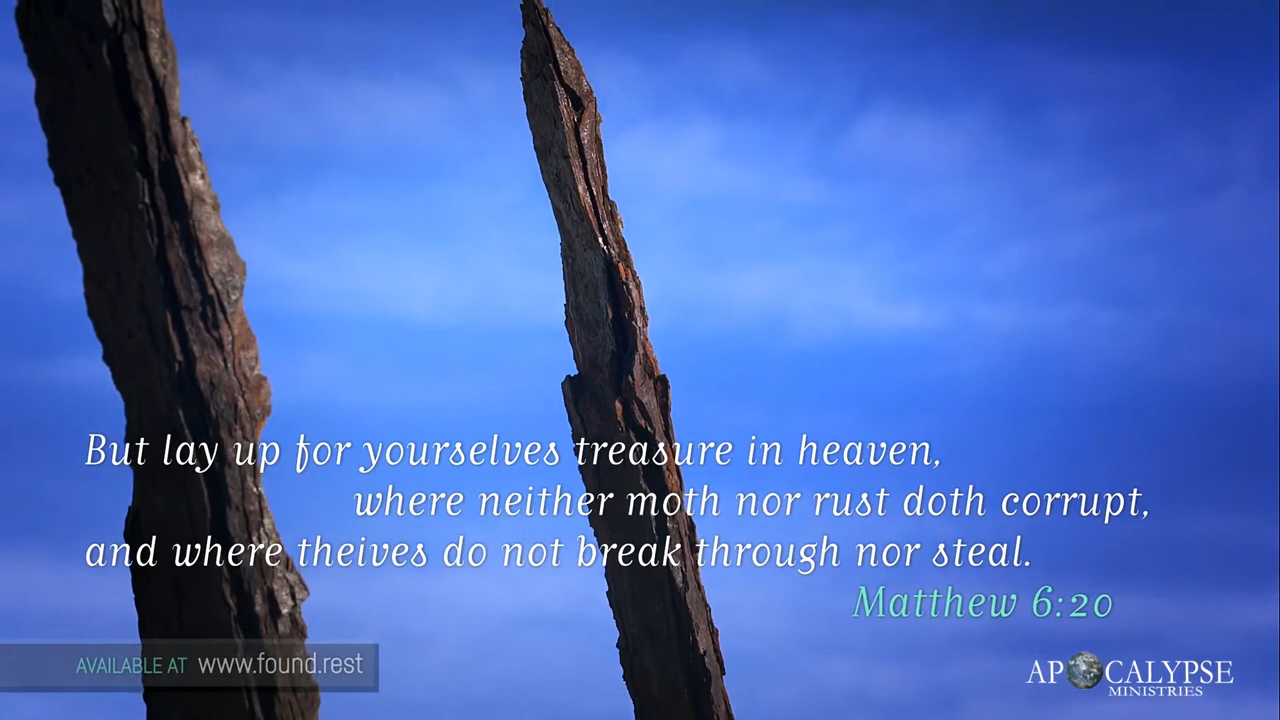 But lay up for yourselves treasure in heaven,
where neither moth nor rust doth corrupt,
and where theives do not break through nor steal.
Matthew 6:20
AVAILABLE AT www.found.rest
APOCALYPSE
MINISTRIES